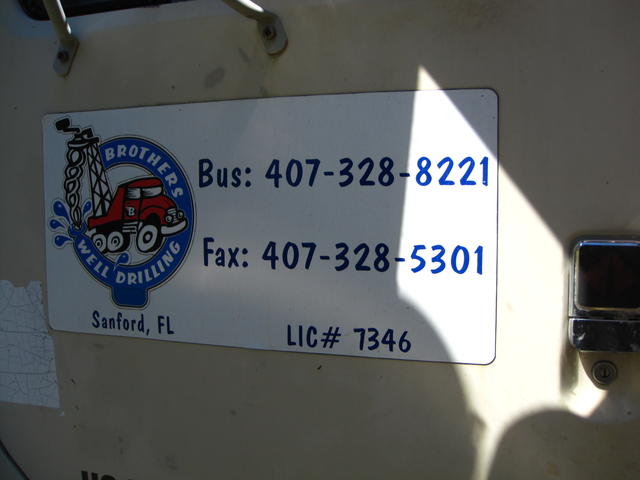 BROTHERS
WELL DRILLING
B
Sanford, FL
Bus: 407-328-8221
Fax: 407-328-5301
LIC# 7346